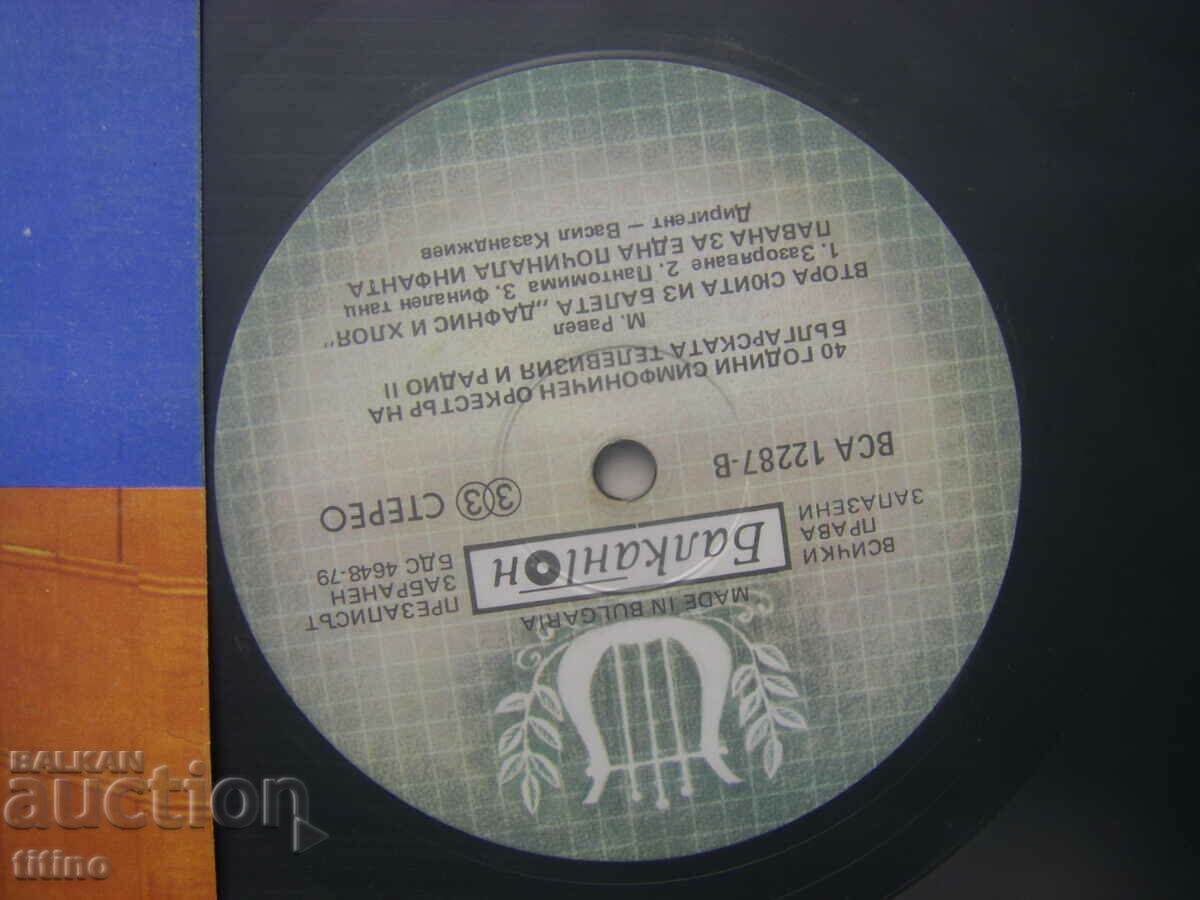 MADE IN BULGARIA
Балкантон
ВСИЧКИ
ПРАВА
ЗАПАЗЕНИ
ПРЕЗАПИСЪТ
ЗАБРАНЕН
БДС 4648-79
ВСА 12287-В
33 СТЕРЕО
40 ГОДИНИ СИМФОНИЧЕН ОРКЕСТЪР НА
БЪЛГАРСКАТА ТЕЛЕВИЗИЯ И РАДИО II
М. Равел
ВТОРА СЮИТА ИЗ БАЛЕТА „ДАФНИС И ХЛОЯ"
1. Зазоряване 2. Пантомима 3. Финален танц
ПАВАНА ЗА ЕДНА ПОЧИНАЛА ИНФАНТА
Диригент – Васил Казанджиев
BALKAN
auction
titino